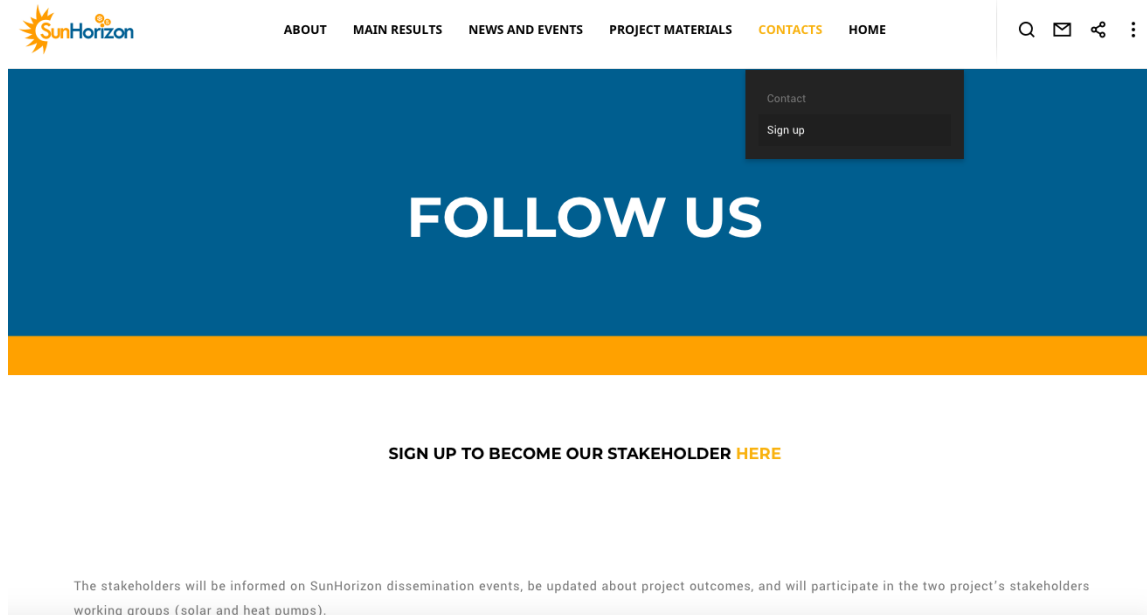 SunHorizon
ABOUT MAIN RESULTS NEWS AND EVENTS PROJECT MATERIALS CONTACTS HOME
Contact
Sign up
FOLLOW US
SIGN UP TO BECOME OUR STAKEHOLDER HERE
The stakeholders will be informed on SunHorizon dissemination events, be updated about project outcomes, and will participate in the two project's stakeholders
working groups (solar and heat pumps).